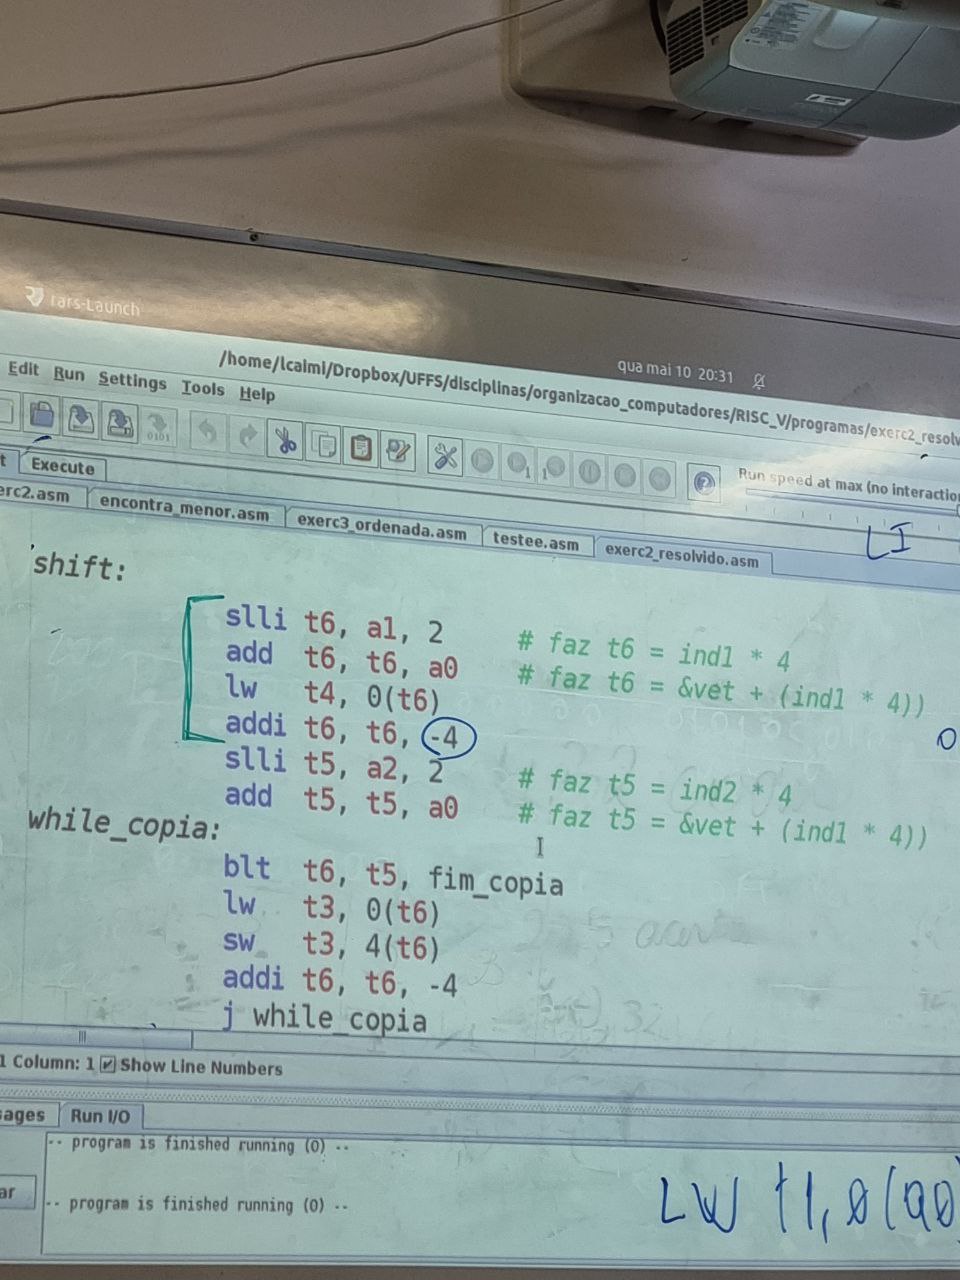 rars-Launch
qua mai 10 20:31
/home/lcaimi/Dropbox/UFFS/disciplinas/organizacao_computadores/RISC_V/programas/exerc2_resolv
Edit Run Settings Tools Help
Run speed at max (no interactio
t Execute
erc2.asm encontra_menor.asm exerc3_ordenada.asm testee.asm exerc2_resolvido.asm
LI
shift:
slli t6, a1, 2 # faz t6 = ind1 * 4
add t6, t6, a0 # faz t6 = &vet + (ind1 * 4))
lw t4, 0(t6)
addi t6, t6, -4
slli t5, a2, 2 # faz t5 = ind2 * 4
add t5, t5, a0 # faz t5 = &vet + (ind1 * 4))
while_copia:
blt t6, t5, fim_copia
lw t3, 0(t6)
sw t3, 4(t6)
addi t6, t6, -4
j while_copia
1 Column: 1 Show Line Numbers
ages Run I/O
-- program is finished running (0) --
ar
-- program is finished running (0) --
LW t1, 0(a0)